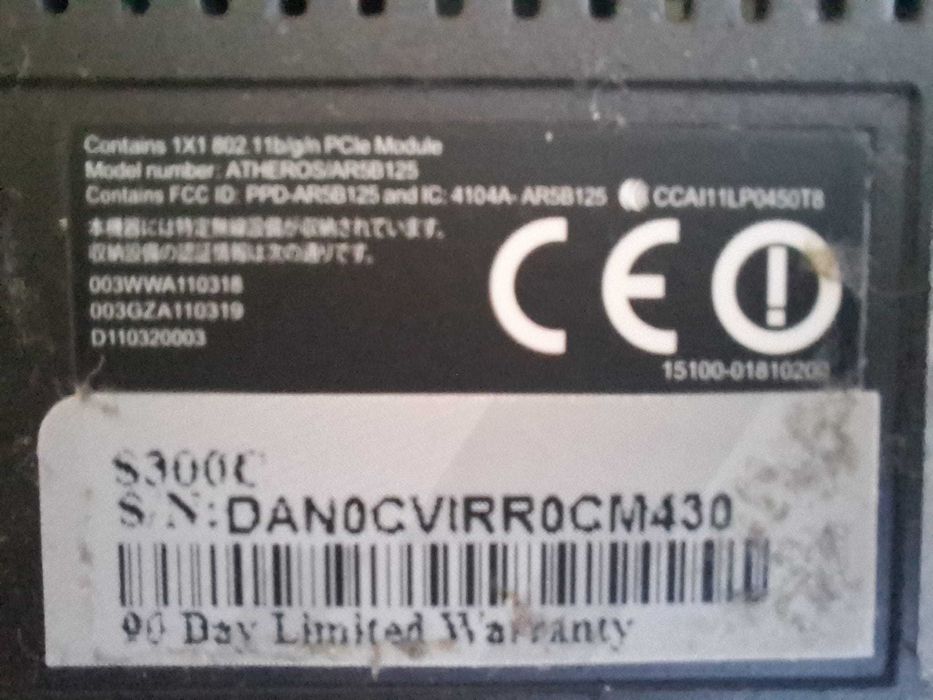 Contains 1X1 802.11b/g/n PCIe Module
Model number: ATHEROS/AR5B125
Contains FCC ID: PPD-AR5B125 and IC: 4104A- AR5B125 CCAI11LP0450T8
本機器には特定無線設備が収納されています。
収納設備の認証情報は次の通りです。
003WWA110318
003GZA110319
D110320003
CE
15100-01810200
S300C
S/N:DAN0CVIRR0CM430
90 Day Limited Warranty